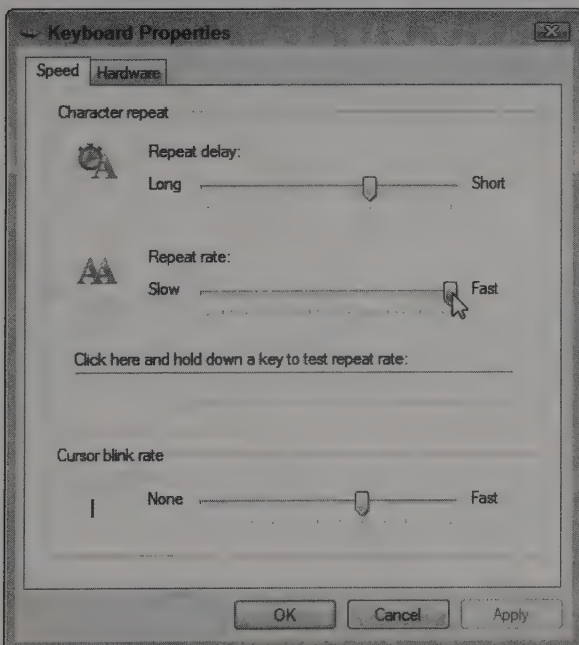 Keyboard Properties
Speed Hardware
Character repeat
A
Repeat delay:
Long Short
AA
Repeat rate:
Slow Fast
Click here and hold down a key to test repeat rate:
Cursor blink rate
None Fast
OK Cancel Apply